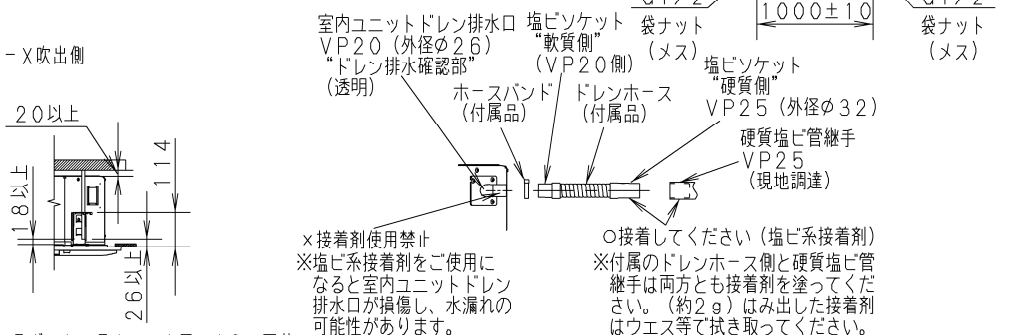 1000±10
袋ナット
(メス)
袋ナット
(メス)
-X吹出側
20以上
114
18以上
26以上
室内ユニットドレン排水口
VP20(外径φ26)
“ドレン排水確認部”
(透明)
塩ビソケット
“軟質側”
(VP20側)
ホースバンド
(付属品)
ドレンホース
(付属品)
塩ビソケット
“硬質側”
VP25(外径φ32)
硬質塩ビ管継手
VP25
(現地調達)
×接着剤使用禁止
※塩ビ系接着剤をご使用に
なると室内ユニットドレン
排水口が損傷し、水漏れの
可能性があります。
○接着してください(塩ビ系接着剤)
※付属のドレンホース側と硬質塩ビ管
継手は両方とも接着剤を塗ってくだ
さい。(約2g)はみ出した接着剤
はウエス等で拭き取ってください。